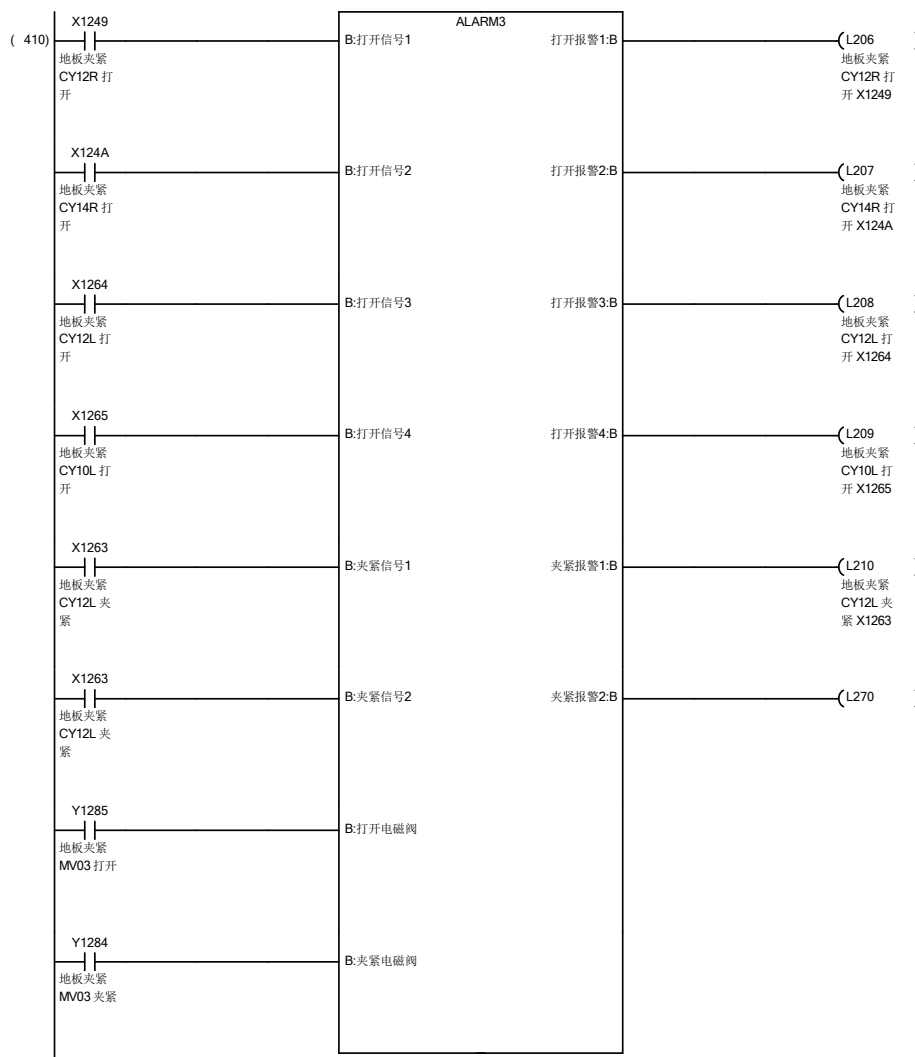 X1249
ALARM3
( 410)
B:打开信号1
打开报警1:B
L206
地板夹紧
CY12R 打
开
地板夹紧
CY12R 打
开 X1249
X124A
B:打开信号2
打开报警2:B
L207
地板夹紧
CY14R 打
开
地板夹紧
CY14R 打
开 X124A
X1264
B:打开信号3
打开报警3:B
L208
地板夹紧
CY12L 打
开
地板夹紧
CY12L 打
开 X1264
X1265
B:打开信号4
打开报警4:B
L209
地板夹紧
CY10L 打
开
地板夹紧
CY10L 打
开 X1265
X1263
B:夹紧信号1
夹紧报警1:B
L210
地板夹紧
CY12L 夹
紧
地板夹紧
CY12L 夹
紧 X1263
X1263
B:夹紧信号2
夹紧报警2:B
L270
地板夹紧
CY12L 夹
紧
Y1285
B:打开电磁阀
地板夹紧
MV03 打开
Y1284
B:夹紧电磁阀
地板夹紧
MV03 夹紧